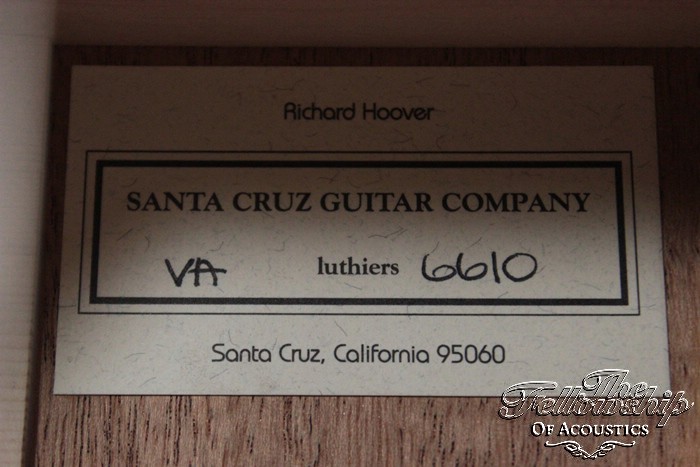 Richard Hoover
SANTA CRUZ GUITAR COMPANY
VA luthiers 6610
Santa Cruz, California 95060
The
Fellowship
OF ACOUSTICS